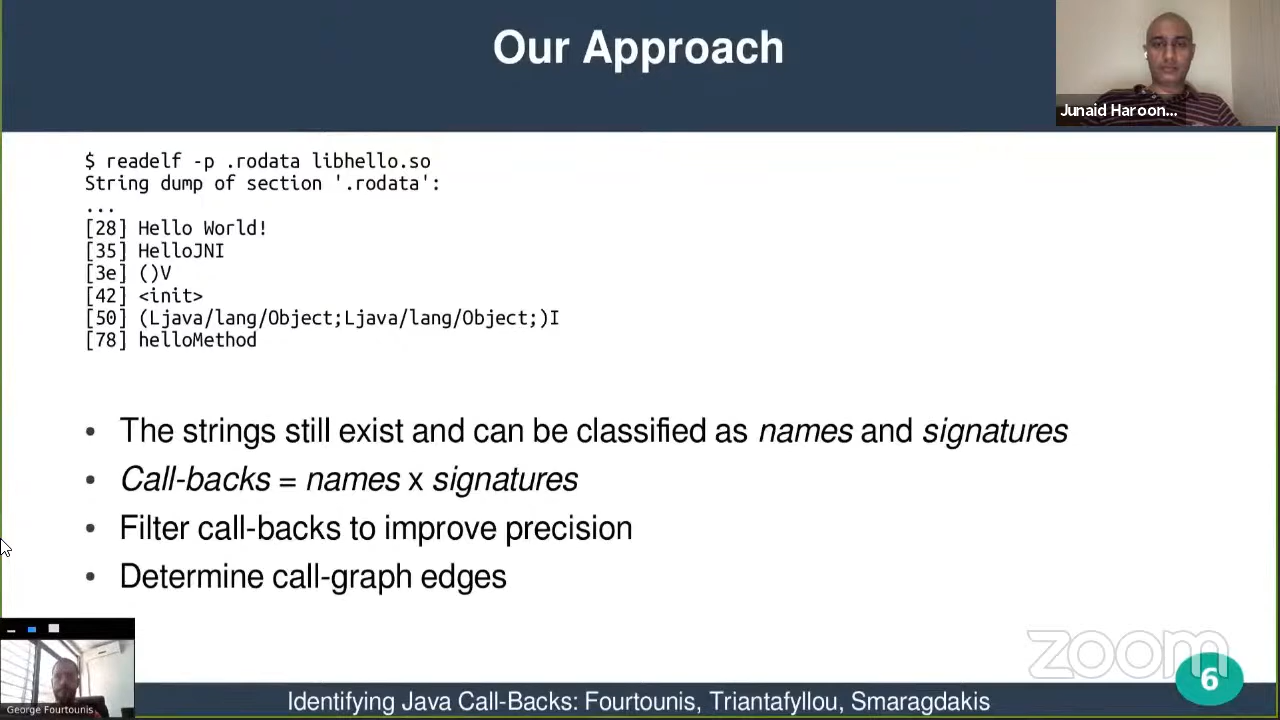 Our Approach
Junaid Haroon...
$ readelf -p .rodata libhello.so
String dump of section '.rodata':
...
[28] Hello World!
[35] HelloJNI
[3e] ()V
[42] <init>
[50] (Ljava/lang/Object;Ljava/lang/Object;)I
[78] helloMethod
• The strings still exist and can be classified as names and signatures
• Call-backs = names x signatures
• Filter call-backs to improve precision
• Determine call-graph edges
zoom
George Fourtounis
Identifying Java Call-Backs: Fourtounis, Triantafyllou, Smaragdakis
6